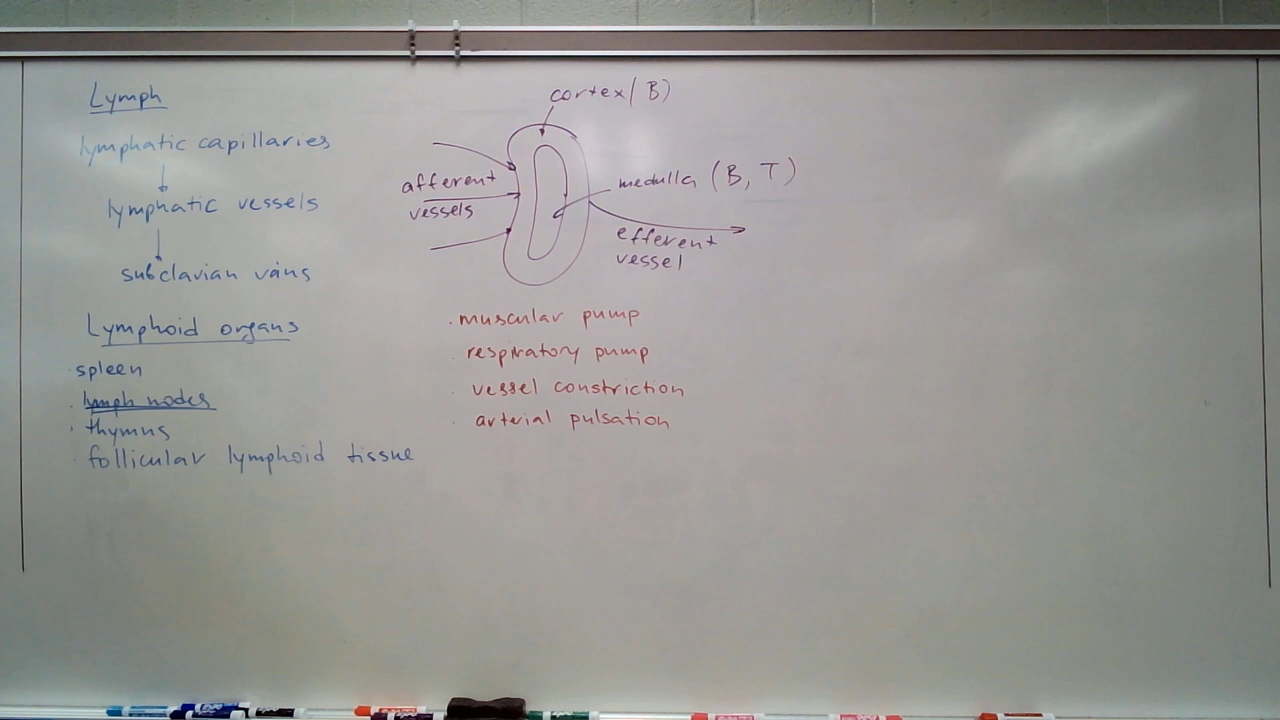 Lymph
lymphatic capillaries
lymphatic vessels
subclavian vains
Lymphoid organs
· spleen
· lymph nodes
· thymus
· follicular lymphoid tissue
cortex (B)
afferent
vessels
medulla (B, T)
efferent
vessel
· muscular pump
· respiratory pump
· vessel constriction
· arterial pulsation